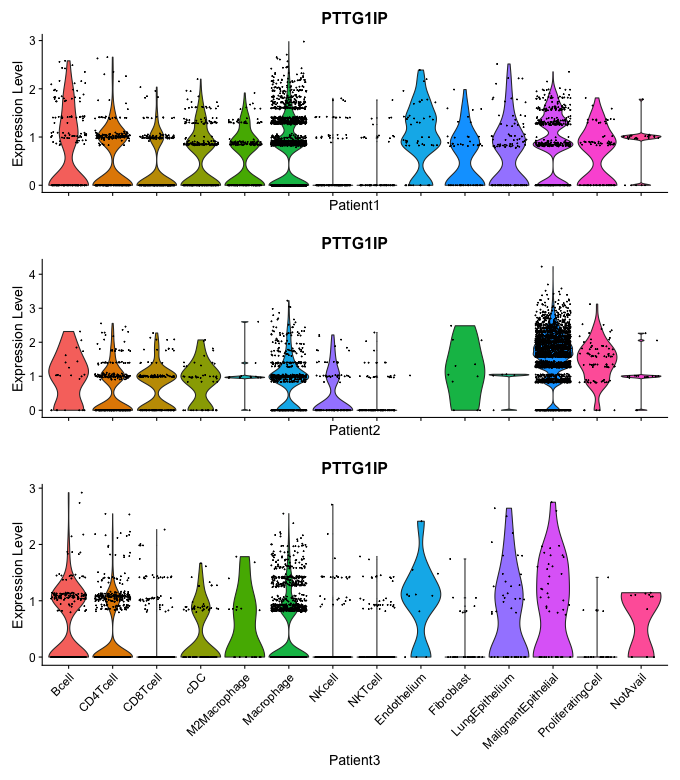 PTTG1IP
Expression Level
3
2
1
0
Patient1
PTTG1IP
Expression Level
4
3
2
1
0
Patient2
PTTG1IP
Expression Level
3
2
1
0
Bcell
CD4Tcell
CD8Tcell
cDC
M2Macrophage
Macrophage
NKcell
NKTcell
Endothelium
Fibroblast
LungEpithelium
MalignantEpithelial
ProliferatingCell
NotAvail
Patient3